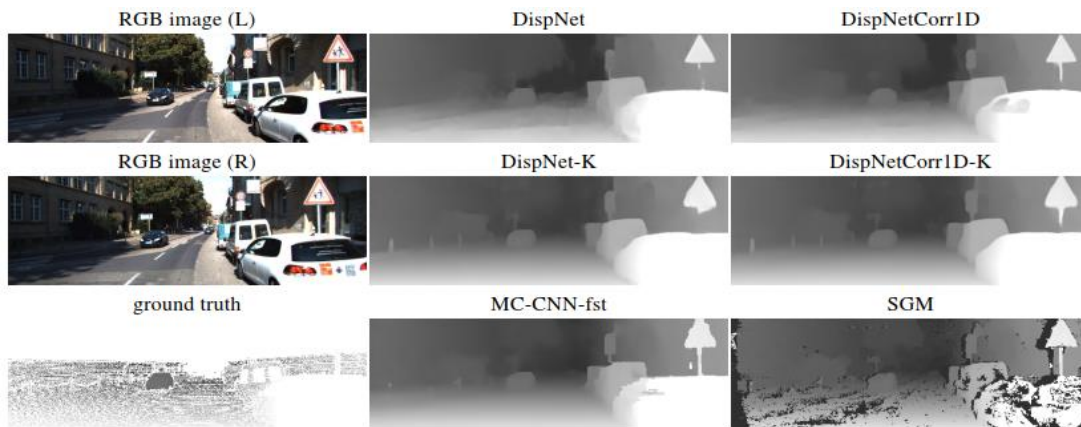 RGB image (L) DispNet DispNetCorr1D
RGB image (R) DispNet-K DispNetCorr1D-K
ground truth MC-CNN-fst SGM